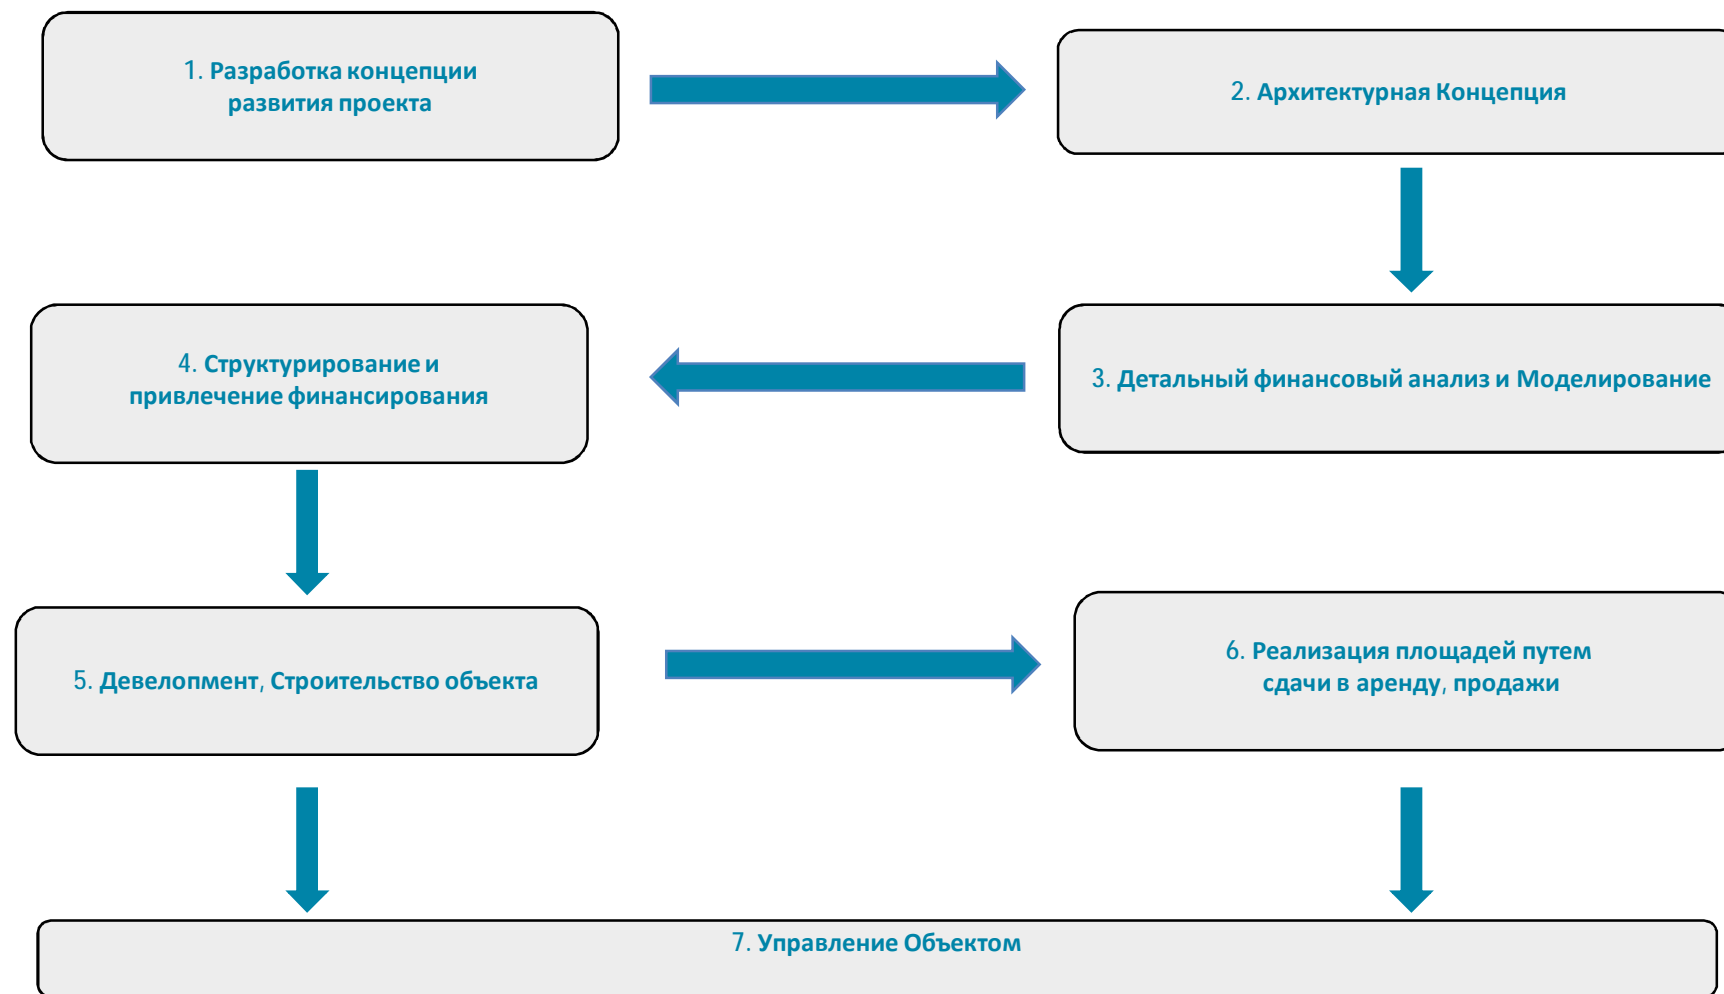 1. Разработка концепции
развития проекта
2. Архитектурная Концепция
3. Детальный финансовый анализ и Моделирование
4. Структурирование и
привлечение финансирования
5. Девелопмент, Строительство объекта
6. Реализация площадей путем
сдачи в аренду, продажи
7. Управление Объектом